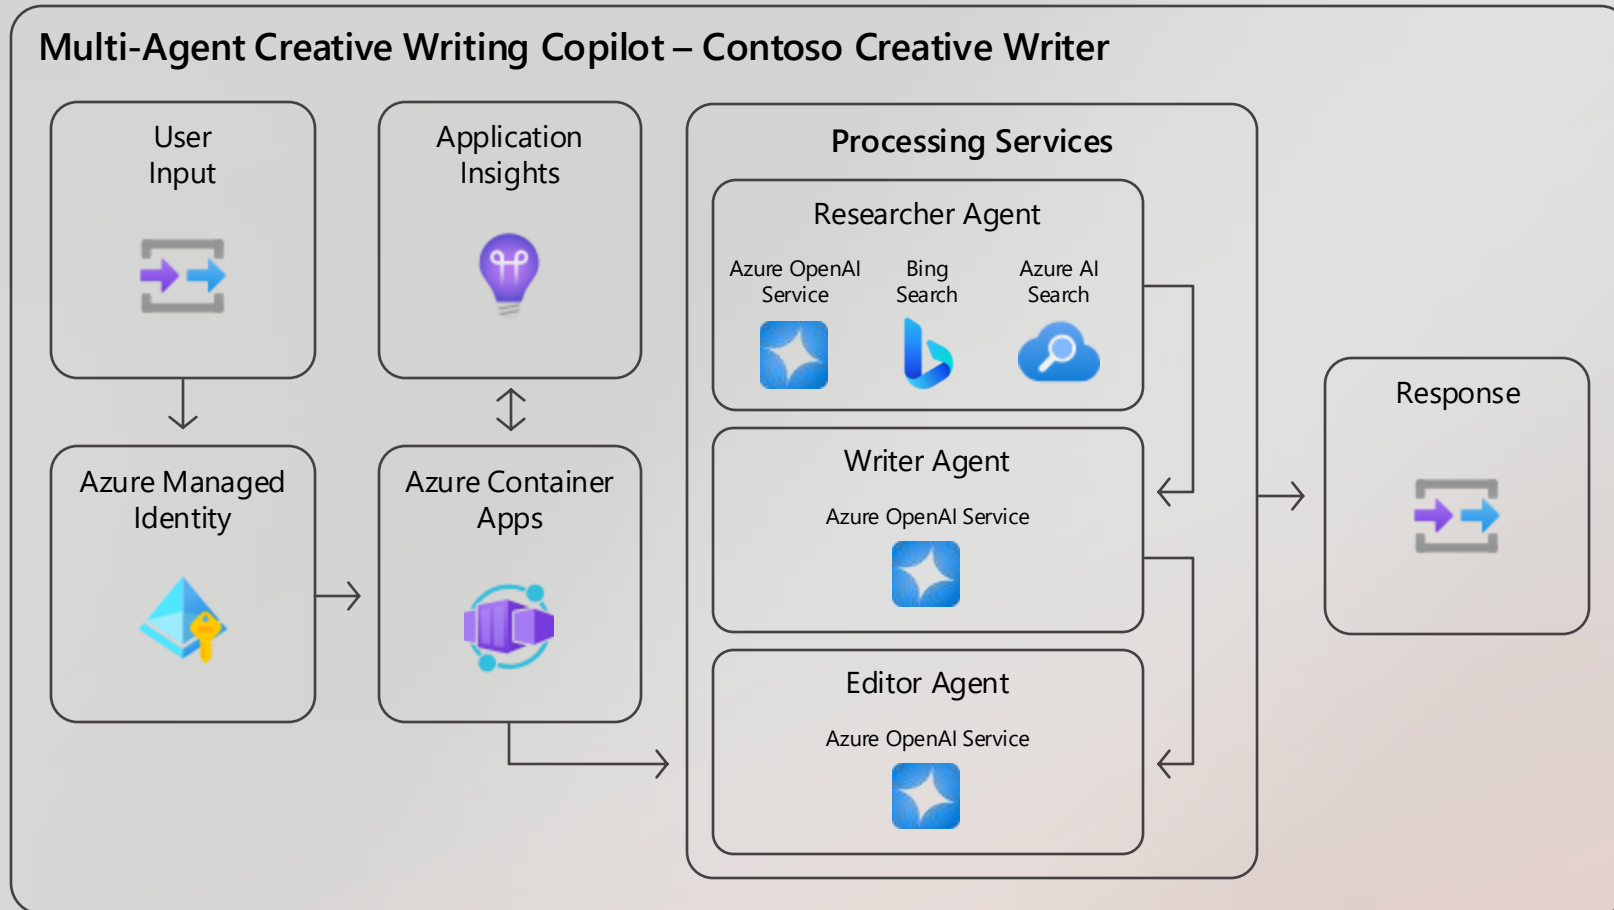 Multi-Agent Creative Writing Copilot – Contoso Creative Writer
User
Input
Application
Insights
Azure Managed
Identity
Azure Container
Apps
Processing Services
Researcher Agent
Azure OpenAI
Service
Bing
Search
Azure AI
Search
Writer Agent
Azure OpenAI Service
Editor Agent
Azure OpenAI Service
Response